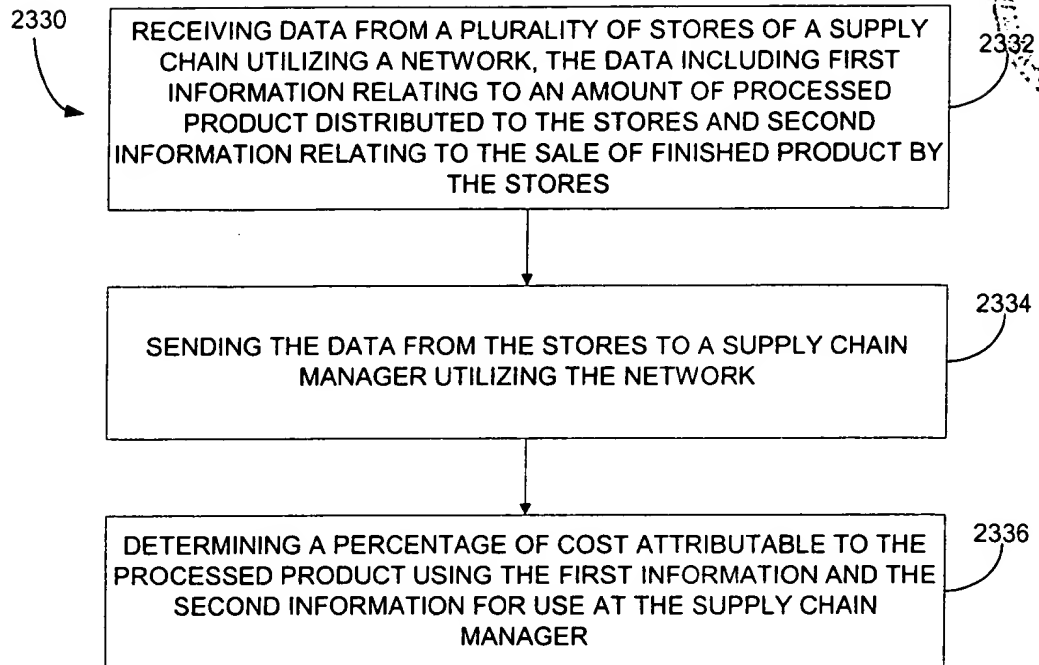 2330
RECEIVING DATA FROM A PLURALITY OF STORES OF A SUPPLY
CHAIN UTILIZING A NETWORK, THE DATA INCLUDING FIRST
INFORMATION RELATING TO AN AMOUNT OF PROCESSED
PRODUCT DISTRIBUTED TO THE STORES AND SECOND
INFORMATION RELATING TO THE SALE OF FINISHED PRODUCT BY
THE STORES
2332
SENDING THE DATA FROM THE STORES TO A SUPPLY CHAIN
MANAGER UTILIZING THE NETWORK
2334
DETERMINING A PERCENTAGE OF COST ATTRIBUTABLE TO THE
PROCESSED PRODUCT USING THE FIRST INFORMATION AND THE
SECOND INFORMATION FOR USE AT THE SUPPLY CHAIN
MANAGER
2336